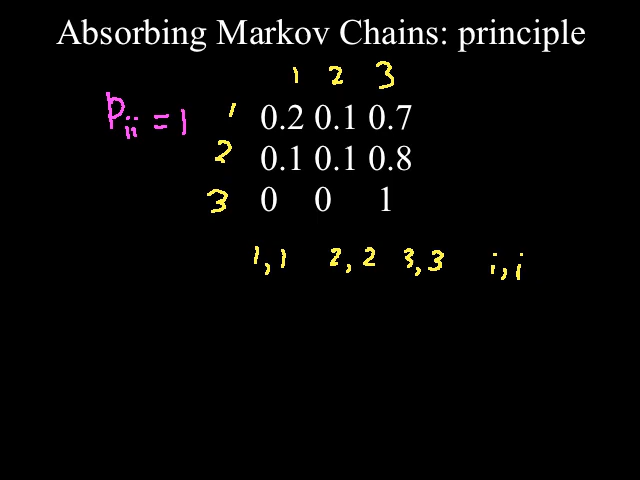 Absorbing Markov Chains: principle
1 2 3
Pii = 1
1 0.2 0.1 0.7
2 0.1 0.1 0.8
3 0 0 1
1,1 2,2 3,3 i,i